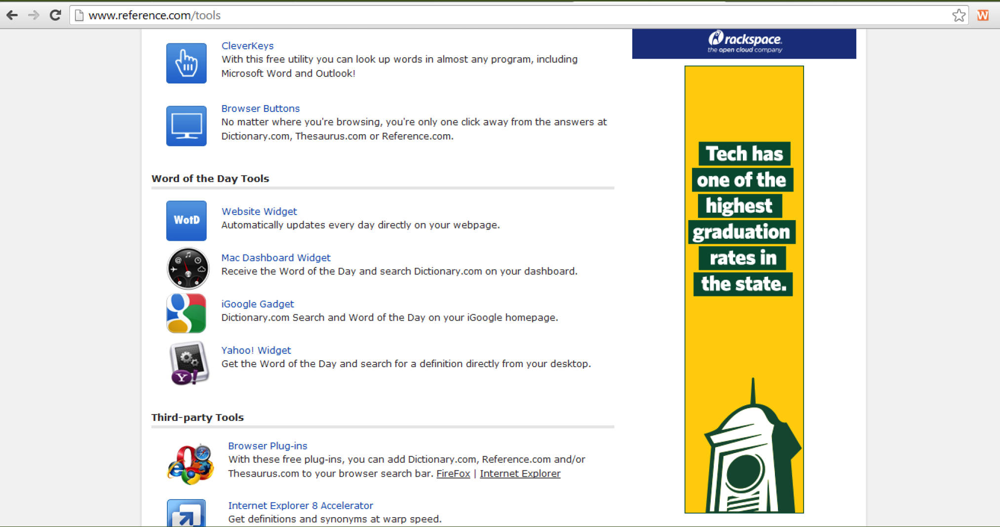 www.reference.com/tools
W
CleverKeys
With this free utility you can look up words in almost any program, including
Microsoft Word and Outlook!
Browser Buttons
No matter where you're browsing, you're only one click away from the answers at
Dictionary.com, Thesaurus.com or Reference.com.
Word of the Day Tools
WotD
Website Widget
Automatically updates every day directly on your webpage.
Mac Dashboard Widget
Receive the Word of the Day and search Dictionary.com on your dashboard.
iGoogle Gadget
Dictionary.com Search and Word of the Day on your iGoogle homepage.
Y!
Yahoo! Widget
Get the Word of the Day and search for a definition directly from your desktop.
Third-party Tools
Browser Plug-ins
With these free plug-ins, you can add Dictionary.com, Reference.com and/or
Thesaurus.com to your browser search bar. FireFox | Internet Explorer
Internet Explorer 8 Accelerator
Get definitions and synonyms at warp speed.
rackspace.
the open cloud company
Tech has
one of the
highest
graduation
rates in
the state.